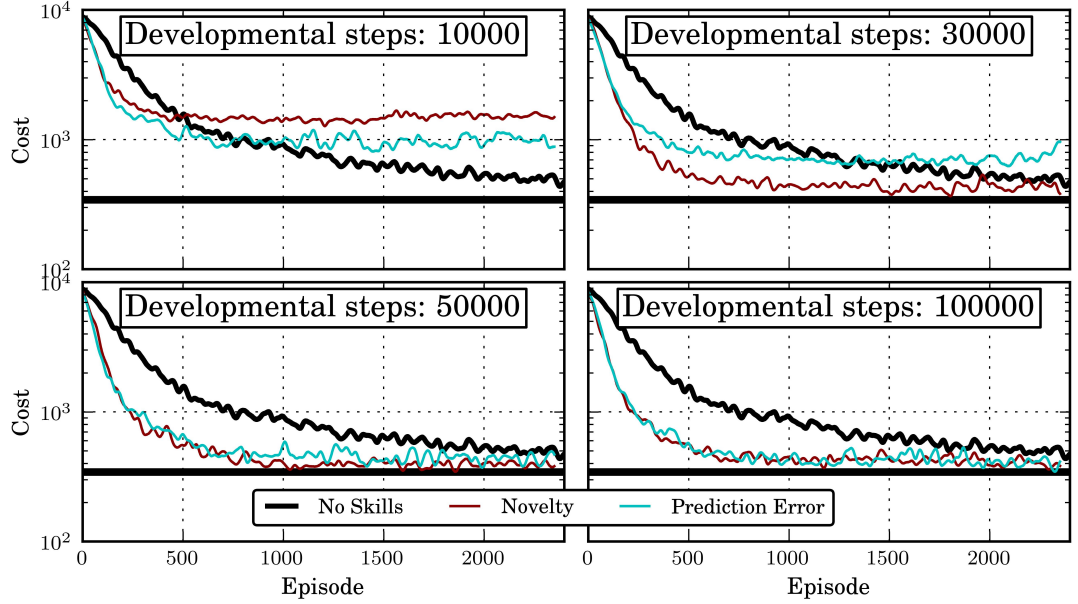 Developmental steps: 10000
Developmental steps: 30000
10^4
10^3
10^2
Cost
Developmental steps: 50000
Developmental steps: 100000
10^4
10^3
10^2
Cost
No Skills Novelty Prediction Error
0 500 1000 1500 2000
0 500 1000 1500 2000
Episode
Episode